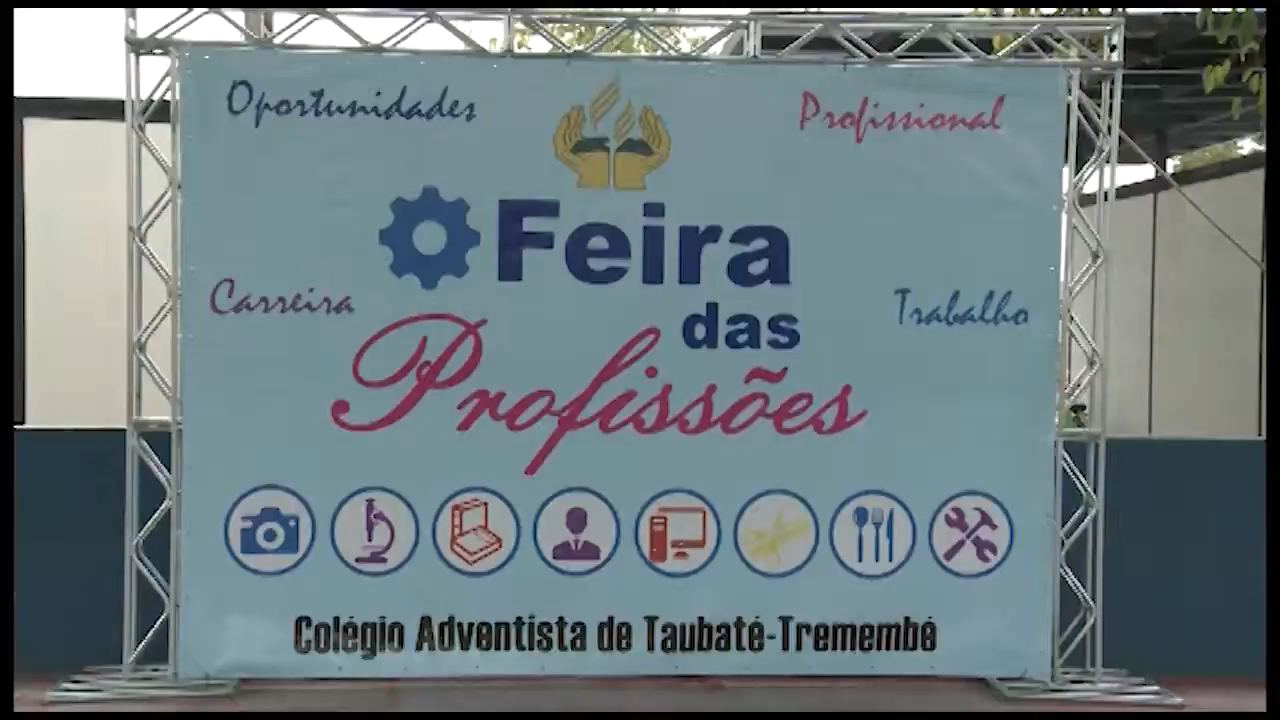 Oportunidades
Profissional
Feira
das
Profissões
Carreira
Trabalho
Colégio Adventista de Taubaté-Tremembé